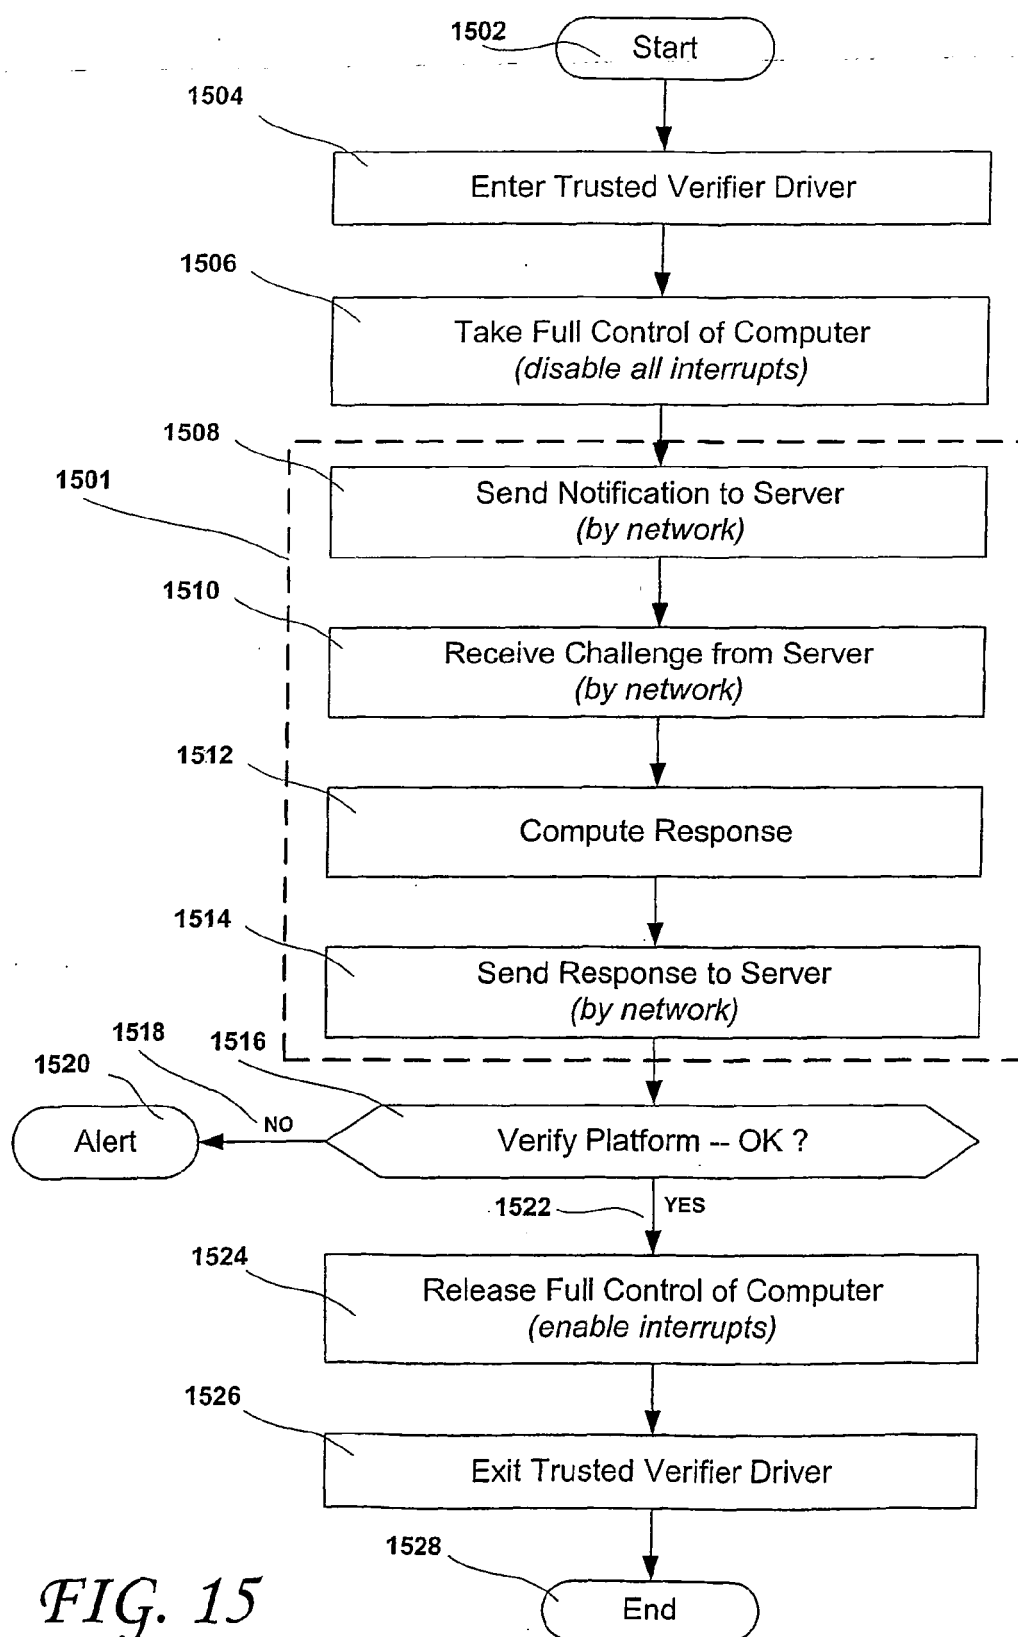 1502
Start
1504
Enter Trusted Verifier Driver
1506
Take Full Control of Computer
(disable all interrupts)
1508
1501
Send Notification to Server
(by network)
1510
Receive Challenge from Server
(by network)
1512
Compute Response
1514
Send Response to Server
(by network)
1518
1516
1520
NO
Alert
Verify Platform -- OK ?
1522
YES
1524
Release Full Control of Computer
(enable interrupts)
1526
Exit Trusted Verifier Driver
1528
End
FIG. 15